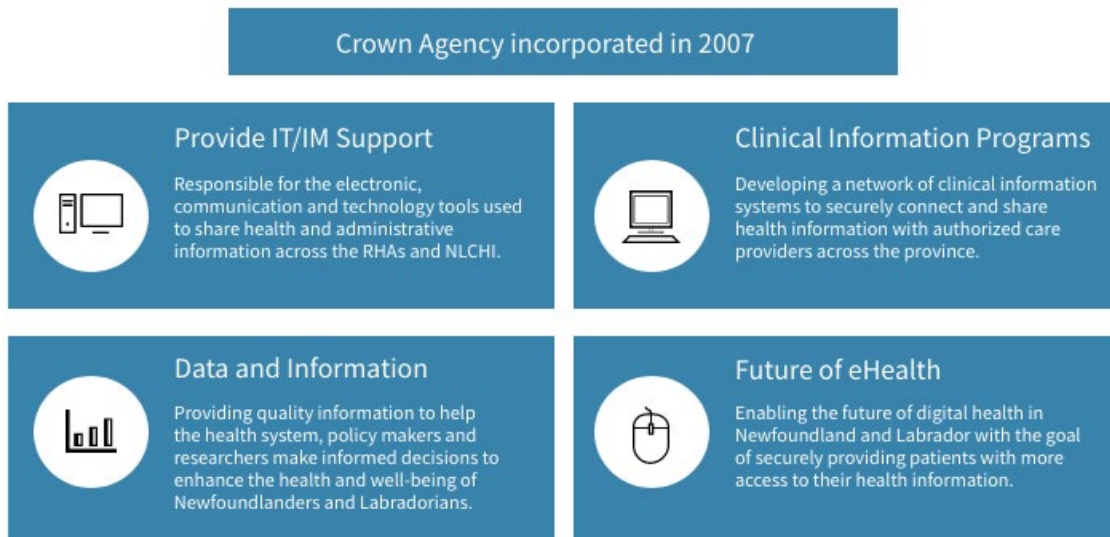 Crown Agency incorporated in 2007
Provide IT/IM Support
Responsible for the electronic,
communication and technology tools used
to share health and administrative
information across the RHAs and NLCHI.
Clinical Information Programs
Developing a network of clinical information
systems to securely connect and share
health information with authorized care
providers across the province.
Data and Information
Providing quality information to help
the health system, policy makers and
researchers make informed decisions to
enhance the health and well-being of
Newfoundlanders and Labradorians.
Future of eHealth
Enabling the future of digital health in
Newfoundland and Labrador with the goal
of securely providing patients with more
access to their health information.